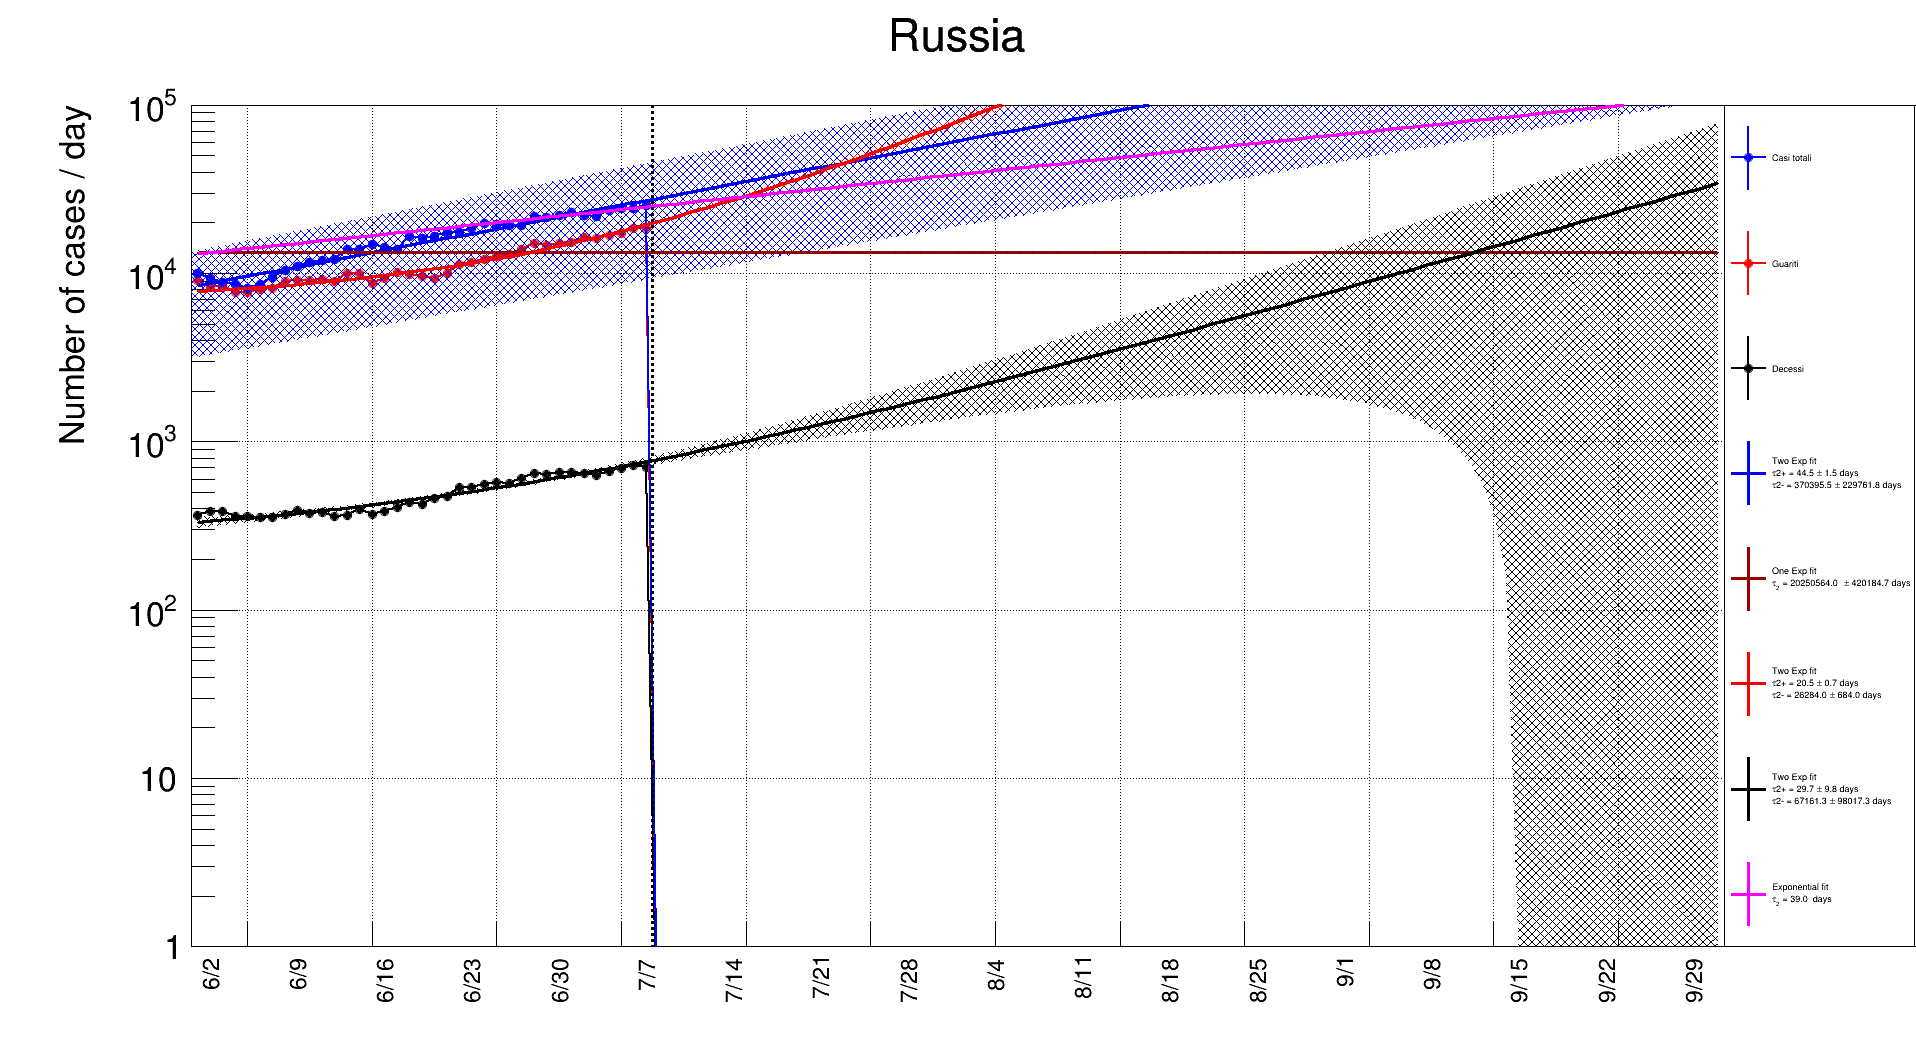 Russia
Number of cases / day
10^5
10^4
10^3
10^2
10
1
6/2 6/9 6/16 6/23 6/30 7/7 7/14 7/21 7/28 8/4 8/11 8/18 8/25 9/1 9/8 9/15 9/22 9/29
Casi totali
Guariti
Decessi
Two Exp fit
τ2+ = 44.5 ± 1.5 days
τ2- = 370395.5 ± 229761.8 days
One Exp fit
τ_2 = 20250564.0 ± 420184.7 days
Two Exp fit
τ2+ = 20.5 ± 0.7 days
τ2- = 26284.0 ± 684.0 days
Two Exp fit
τ2+ = 29.7 ± 9.8 days
τ2- = 67161.3 ± 98017.3 days
Exponential fit
τ_2 = 39.0 days